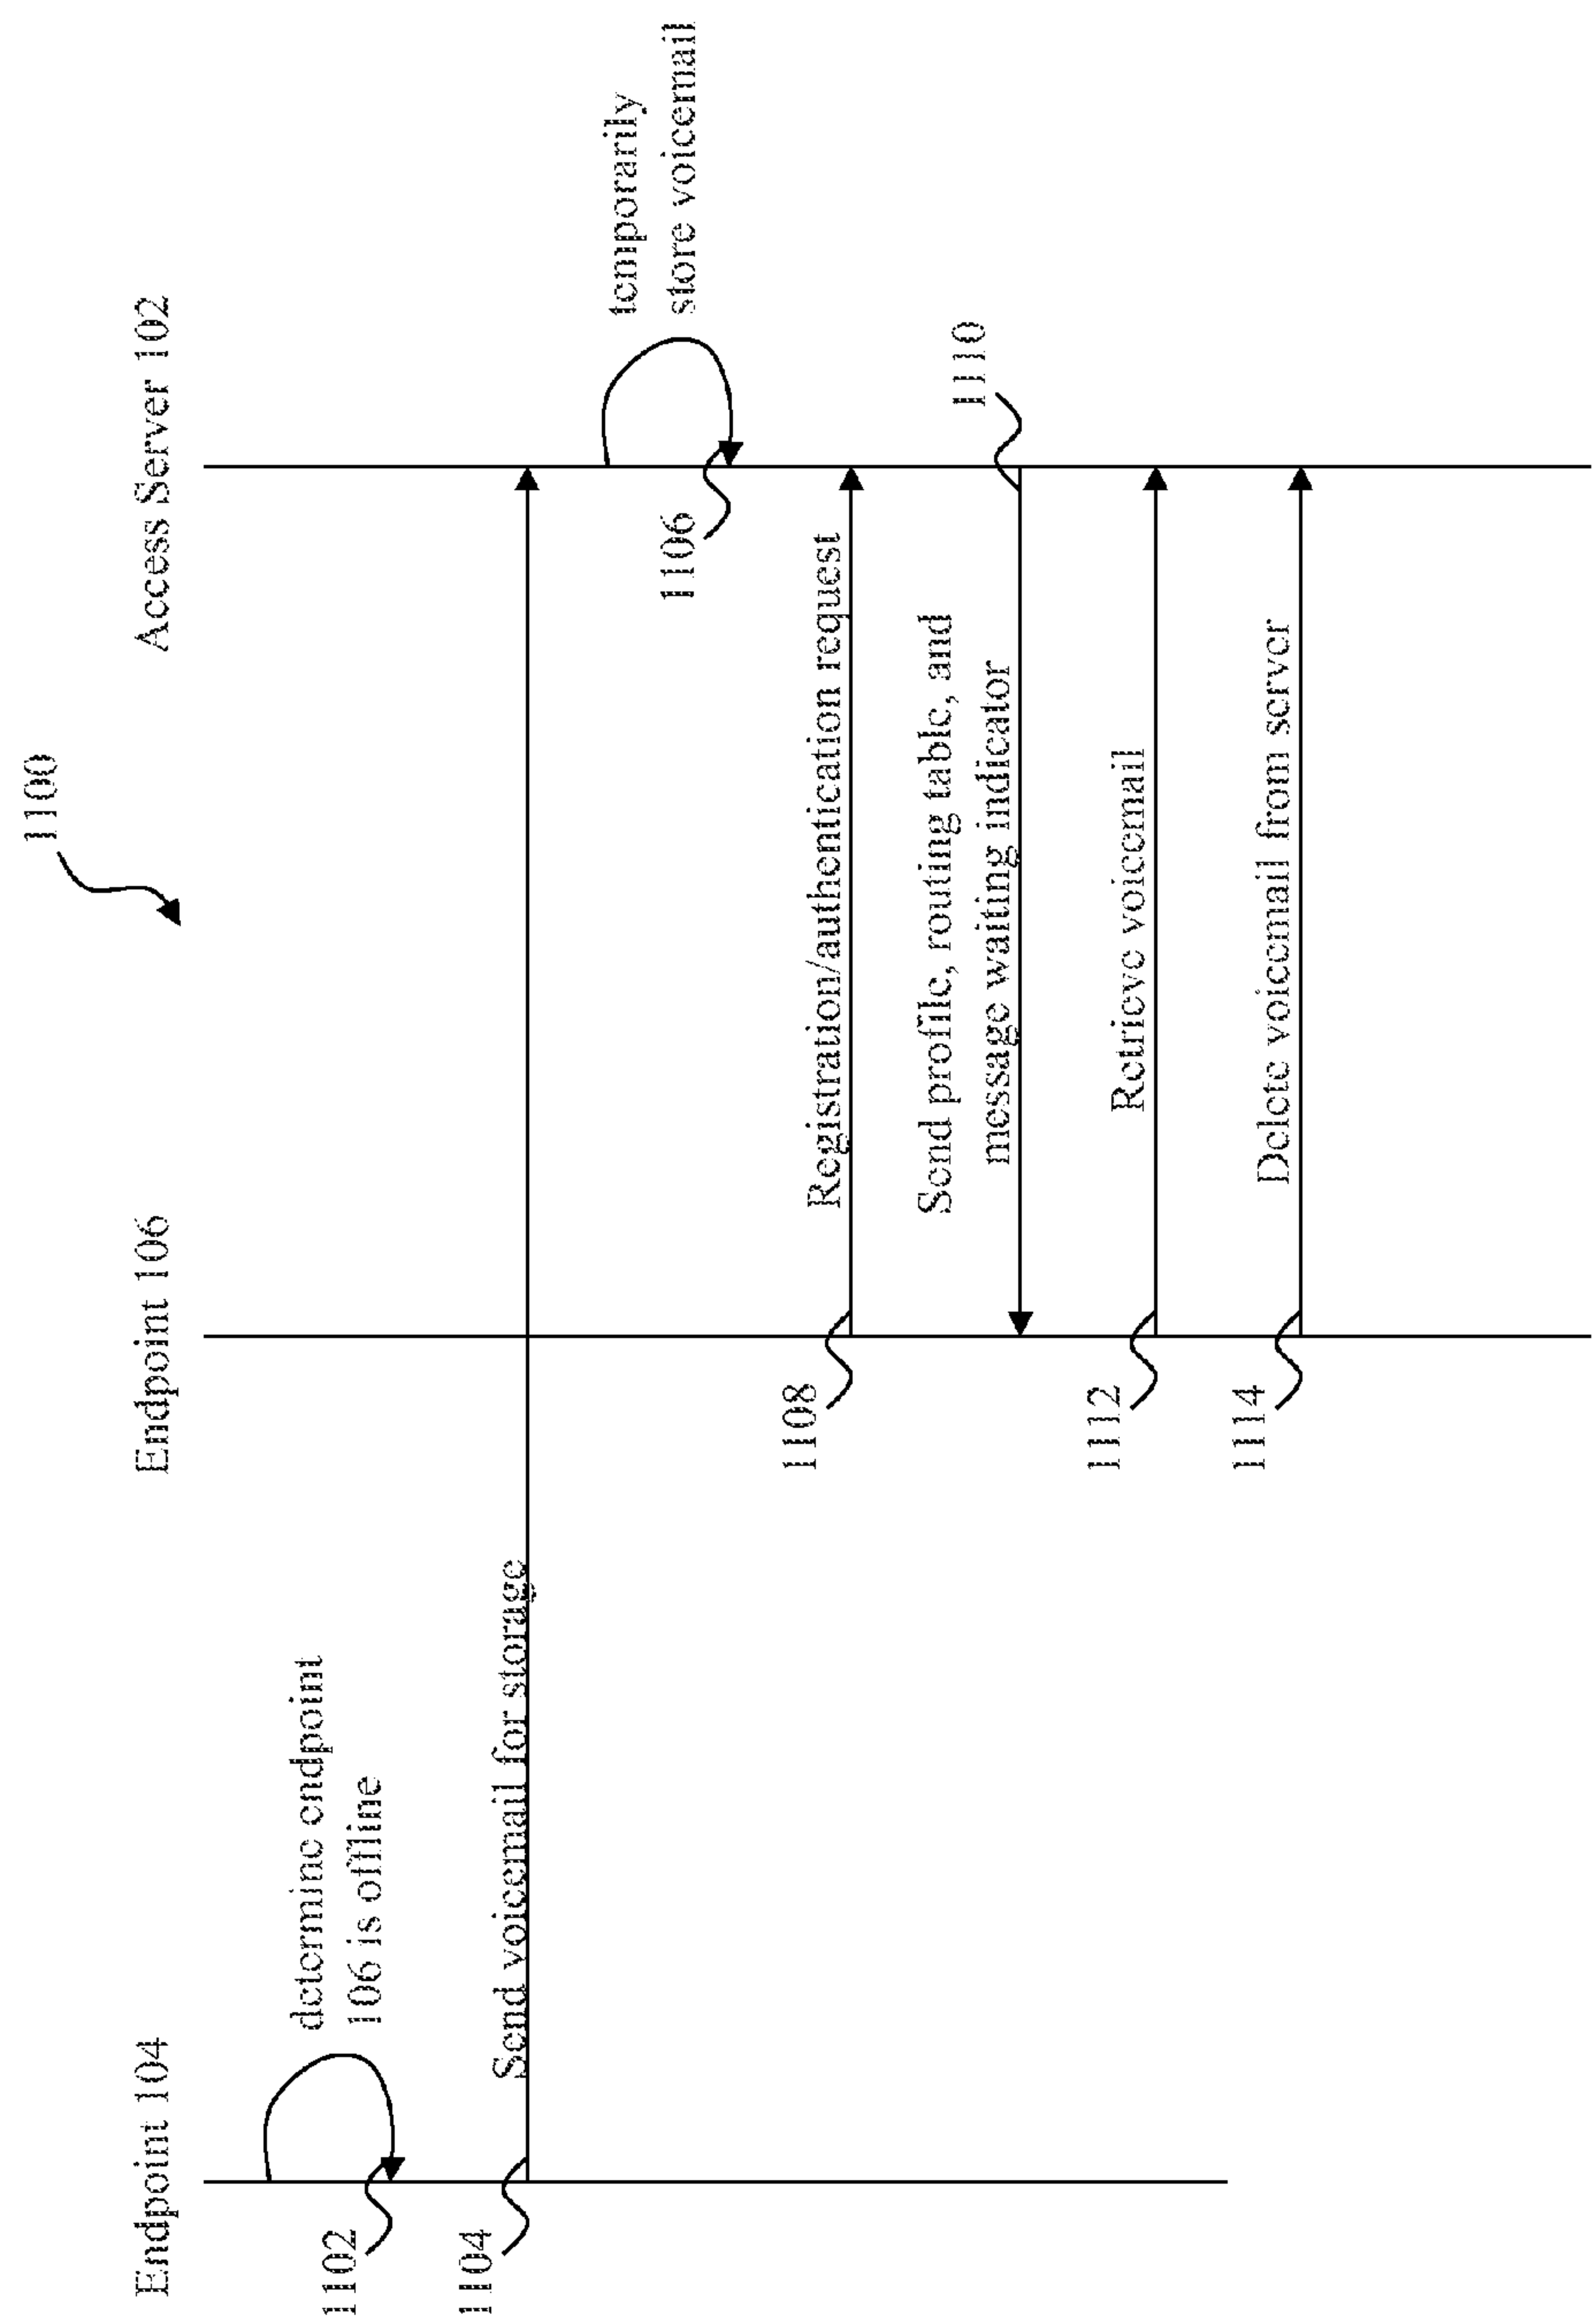 1100
Endpoint 104
Endpoint 106
Access Server 102
determine endpoint
106 is offline
1102
Send voicemail for storage
1104
temporarily
store voicemail
1106
Registration/authentication request
1108
Send profile, routing table, and
message waiting indicator
1110
Retrieve voicemail
1112
Delete voicemail from server
1114